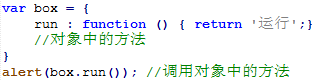 var box = {
run : function () { return '运行';}
//对象中的方法
}
alert(box.run()); //调用对象中的方法